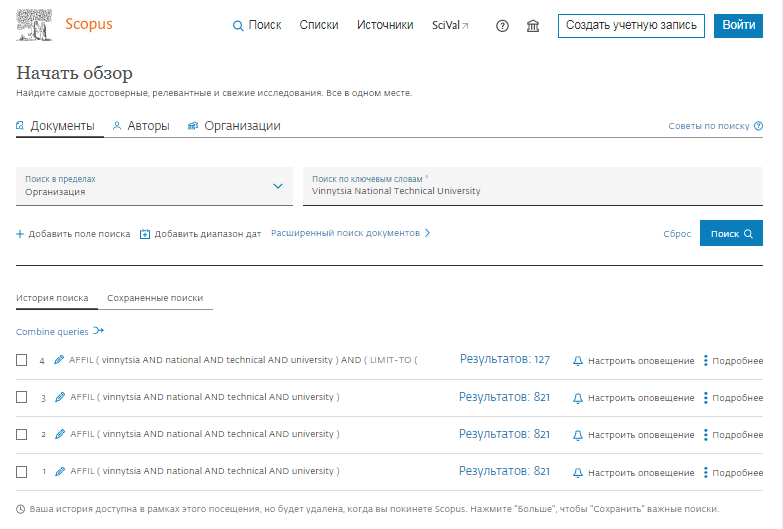 Scopus
Поиск Списки Источники SciVal Создать учетную запись Войти
Начать обзор
Найдите самые достоверные, релевантные и свежие исследования. Все в одном месте.
Документы Авторы Организации Советы по поиску
Поиск в пределах
Организация
Поиск по ключевым словам *
Vinnytsia National Technical University
+ Добавить поле поиска Добавить диапазон дат Расширенный поиск документов Сброс Поиск
История поиска Сохраненные поиски
Combine queries
4 AFFIL ( vinnytsia AND national AND technical AND university ) AND ( LIMIT-TO ( Результатов: 127 Настроить оповещение Подробнее
3 AFFIL ( vinnytsia AND national AND technical AND university ) Результатов: 821 Настроить оповещение Подробнее
2 AFFIL ( vinnytsia AND national AND technical AND university ) Результатов: 821 Настроить оповещение Подробнее
1 AFFIL ( vinnytsia AND national AND technical AND university ) Результатов: 821 Настроить оповещение Подробнее
Ваша история доступна в рамках этого посещения, но будет удалена, когда вы покинете Scopus. Нажмите "Больше", чтобы "Сохранить" важные поиски.